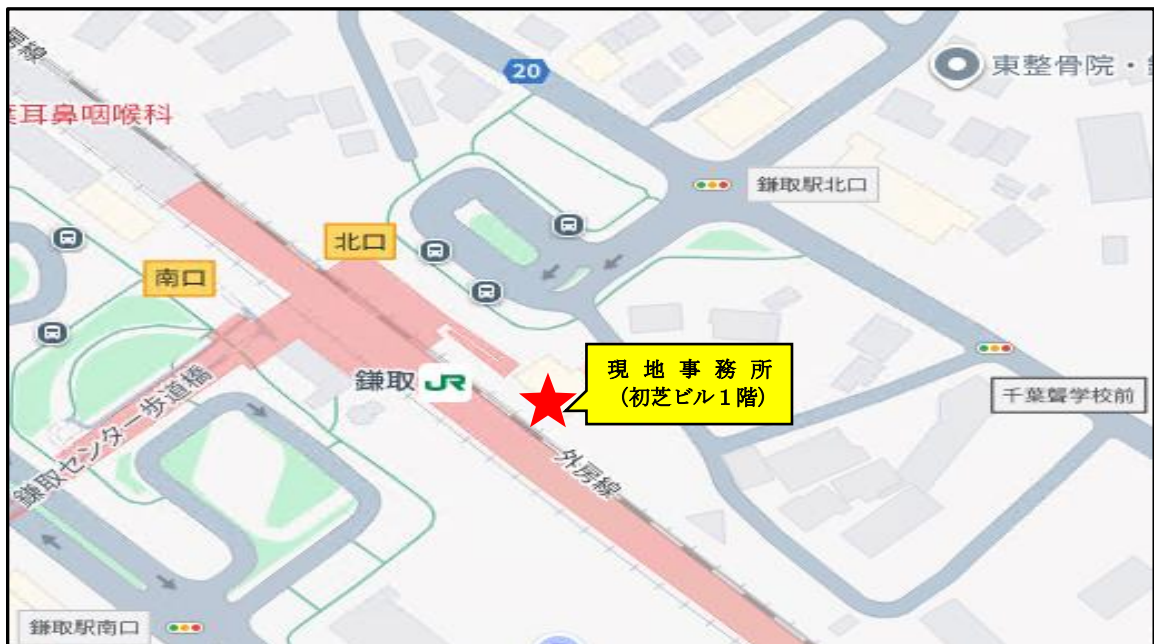 房線
20
東整骨院・
耳鼻咽喉科
鎌取駅北口
北口
南口
現地事務所
(初芝ビル1階)
鎌取 JR
千葉聾学校前
鎌取センター歩道橋
外房線
鎌取駅南口